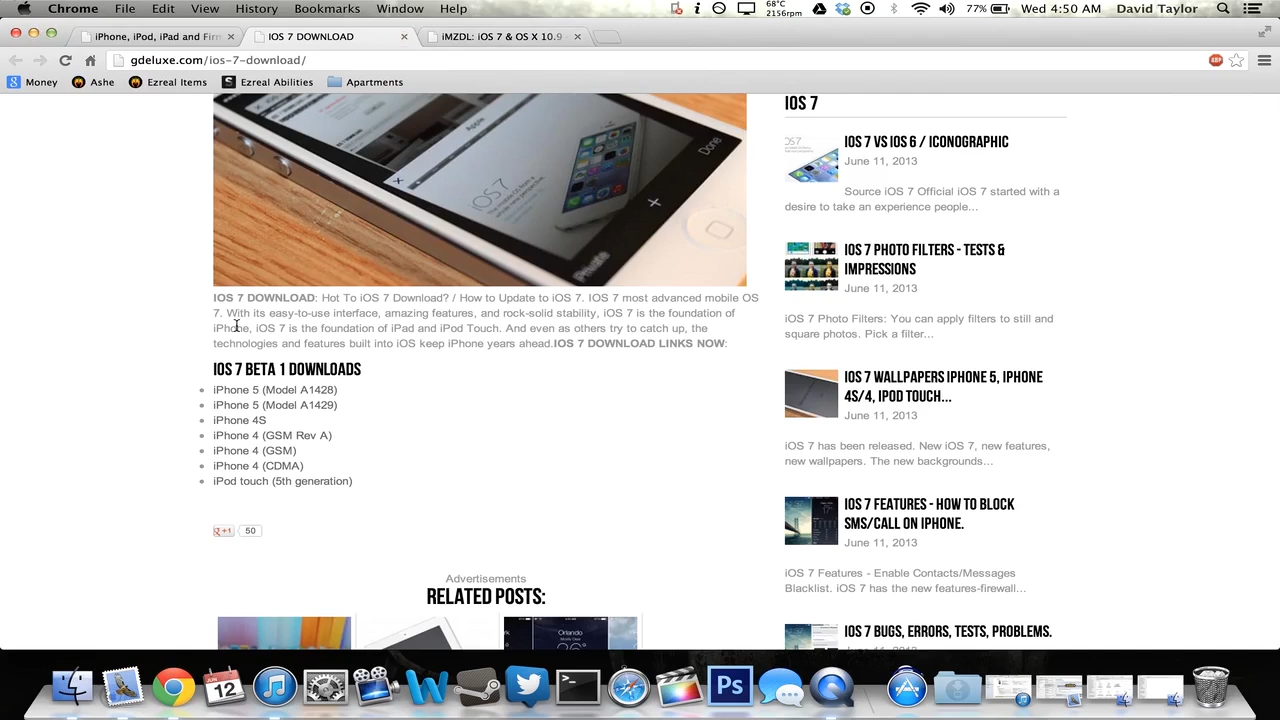 Chrome File Edit View History Bookmarks Window Help
68°C
2156rpm
77% Wed 4:50 AM David Taylor
iPhone, iPod, iPad and Firm
IOS 7 DOWNLOAD
iMZDL: iOS 7 & OS X 10.9
gdeluxe.com/ios-7-download/
ABP
Money Ashe Ezreal Items Ezreal Abilities Apartments
Apple
iOS 7
Done
Private
IOS 7 DOWNLOAD: Hot To iOS 7 Download? / How to Update to iOS 7. IOS 7 most advanced mobile OS
7. With its easy-to-use interface, amazing features, and rock-solid stability, iOS 7 is the foundation of
iPhone, iOS 7 is the foundation of iPad and iPod Touch. And even as others try to catch up, the
technologies and features built into iOS keep iPhone years ahead.IOS 7 DOWNLOAD LINKS NOW:
IOS 7 BETA 1 DOWNLOADS
iPhone 5 (Model A1428)
iPhone 5 (Model A1429)
iPhone 4S
iPhone 4 (GSM Rev A)
iPhone 4 (GSM)
iPhone 4 (CDMA)
iPod touch (5th generation)
+1 50
Advertisements
RELATED POSTS:
Orlando
IOS 7
IOS 7 VS IOS 6 / ICONOGRAPHIC
June 11, 2013
Source iOS 7 Official iOS 7 started with a
desire to take an experience people...
IOS 7 PHOTO FILTERS - TESTS &
IMPRESSIONS
June 11, 2013
iOS 7 Photo Filters: You can apply filters to still and
square photos. Pick a filter...
IOS 7 WALLPAPERS IPHONE 5, IPHONE
4S/4, IPOD TOUCH...
June 11, 2013
iOS 7 has been released. New iOS 7, new features,
new wallpapers. The new backgrounds...
IOS 7 FEATURES - HOW TO BLOCK
SMS/CALL ON IPHONE.
June 11, 2013
iOS 7 Features - Enable Contacts/Messages
Blacklist. iOS 7 has the new features-firewall...
IOS 7 BUGS, ERRORS, TESTS, PROBLEMS.
JUN
12
Ps